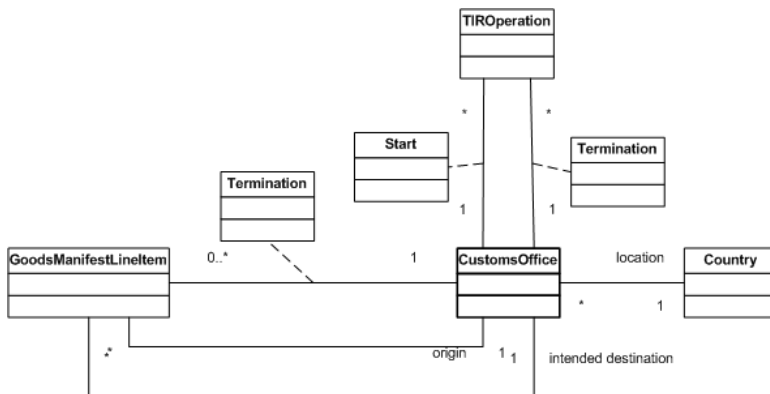 TIROperation
* *
Start
Termination
Termination
1 1
GoodsManifestLineItem
0..*
1
CustomsOffice
location
Country
* 1
*
*
origin
1
1
intended destination